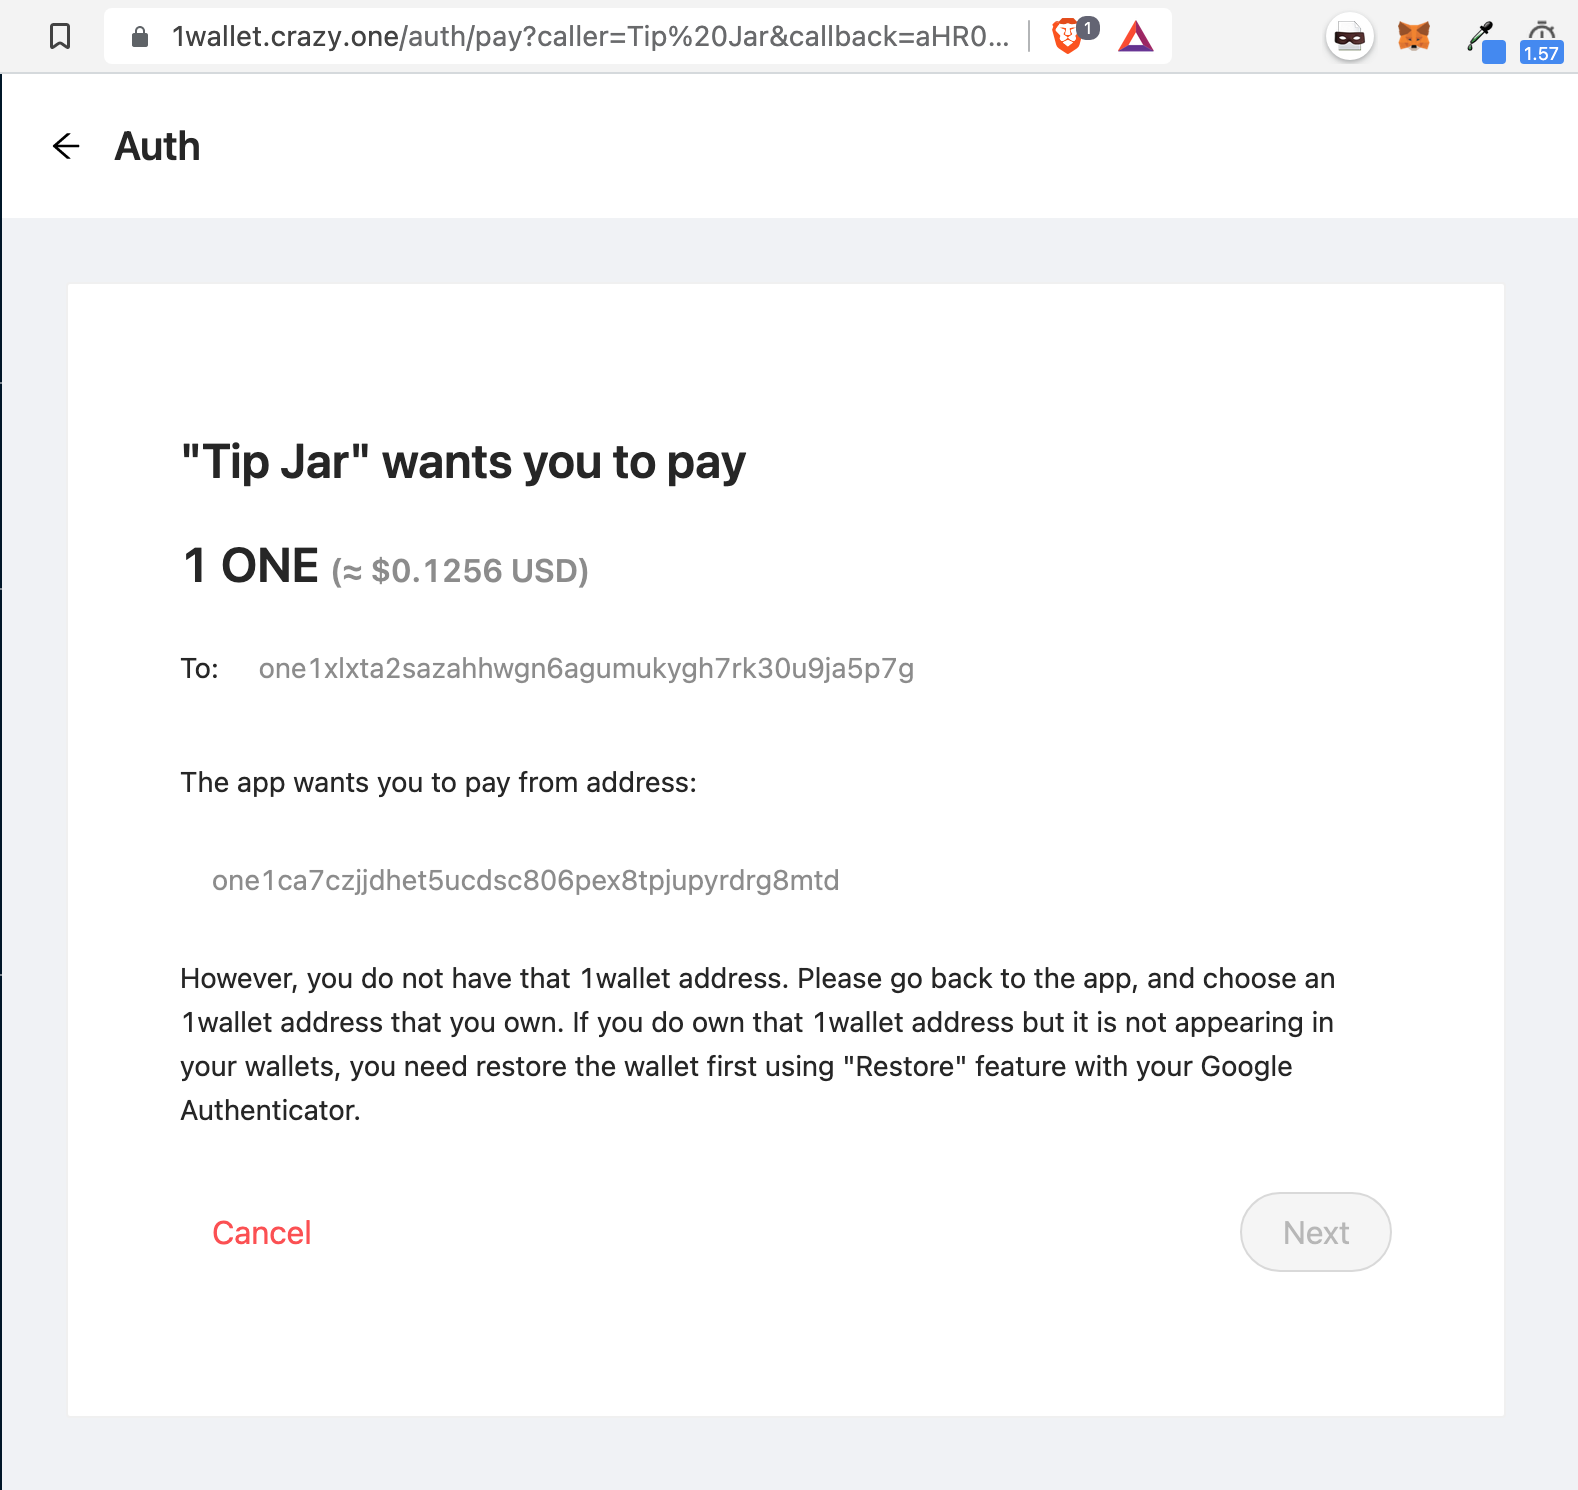 1wallet.crazy.one/auth/pay?caller=Tip%20Jar&callback=aHR0...
1
1.57
Auth
"Tip Jar" wants you to pay
1 ONE (≈ $0.1256 USD)
To: one1xlxta2sazahhwgn6agumukygh7rk30u9ja5p7g
The app wants you to pay from address:
one1ca7czjjdhet5ucdsc806pex8tpjupyrdrg8mtd
However, you do not have that 1wallet address. Please go back to the app, and choose an
1wallet address that you own. If you do own that 1wallet address but it is not appearing in
your wallets, you need restore the wallet first using "Restore" feature with your Google
Authenticator.
Cancel
Next